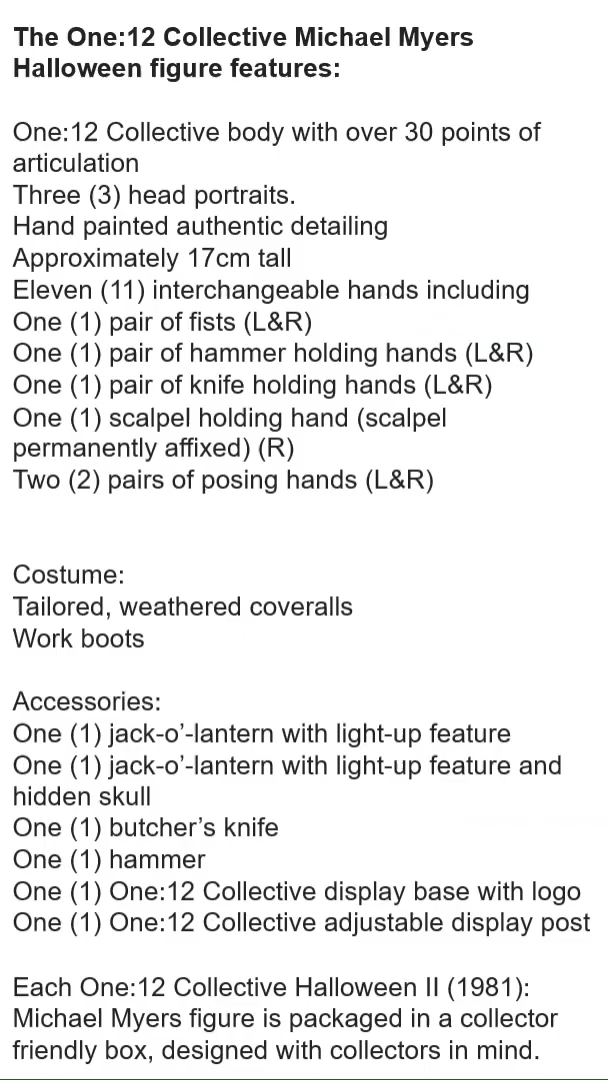 The One:12 Collective Michael Myers
Halloween figure features:
One:12 Collective body with over 30 points of
articulation
Three (3) head portraits.
Hand painted authentic detailing
Approximately 17cm tall
Eleven (11) interchangeable hands including
One (1) pair of fists (L&R)
One (1) pair of hammer holding hands (L&R)
One (1) pair of knife holding hands (L&R)
One (1) scalpel holding hand (scalpel
permanently affixed) (R)
Two (2) pairs of posing hands (L&R)
Costume:
Tailored, weathered coveralls
Work boots
Accessories:
One (1) jack-o’-lantern with light-up feature
One (1) jack-o’-lantern with light-up feature and
hidden skull
One (1) butcher’s knife
One (1) hammer
One (1) One:12 Collective display base with logo
One (1) One:12 Collective adjustable display post
Each One:12 Collective Halloween II (1981):
Michael Myers figure is packaged in a collector
friendly box, designed with collectors in mind.